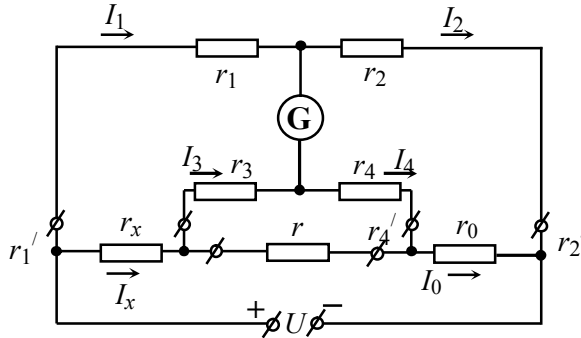 I₁
I₂
r₁
r₂
G
I₃
r₃
r₄
I₄
r₁′
rₓ
r
r₄′
r₀
r₂′
Iₓ
I₀
+ U −